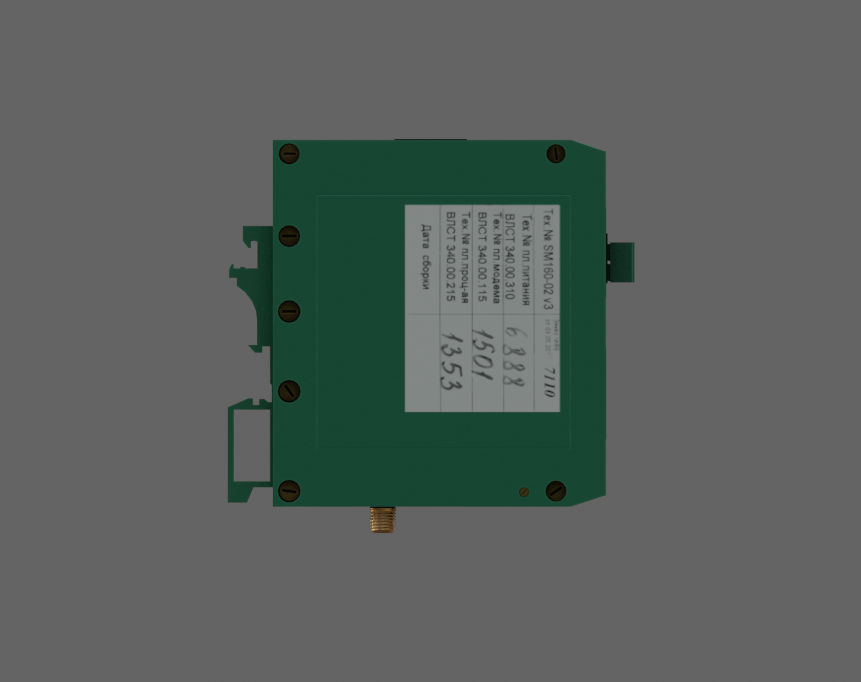 Тех.№ SM160-02 v3
7110
Тех.№ пл.питания
ВЛСТ 340.00.310
6888
Тех.№ пл.модема
ВЛСТ 340.00.115
1501
Тех.№ пл.проц-ая
ВЛСТ 340.00.215
1353
Дата сборки